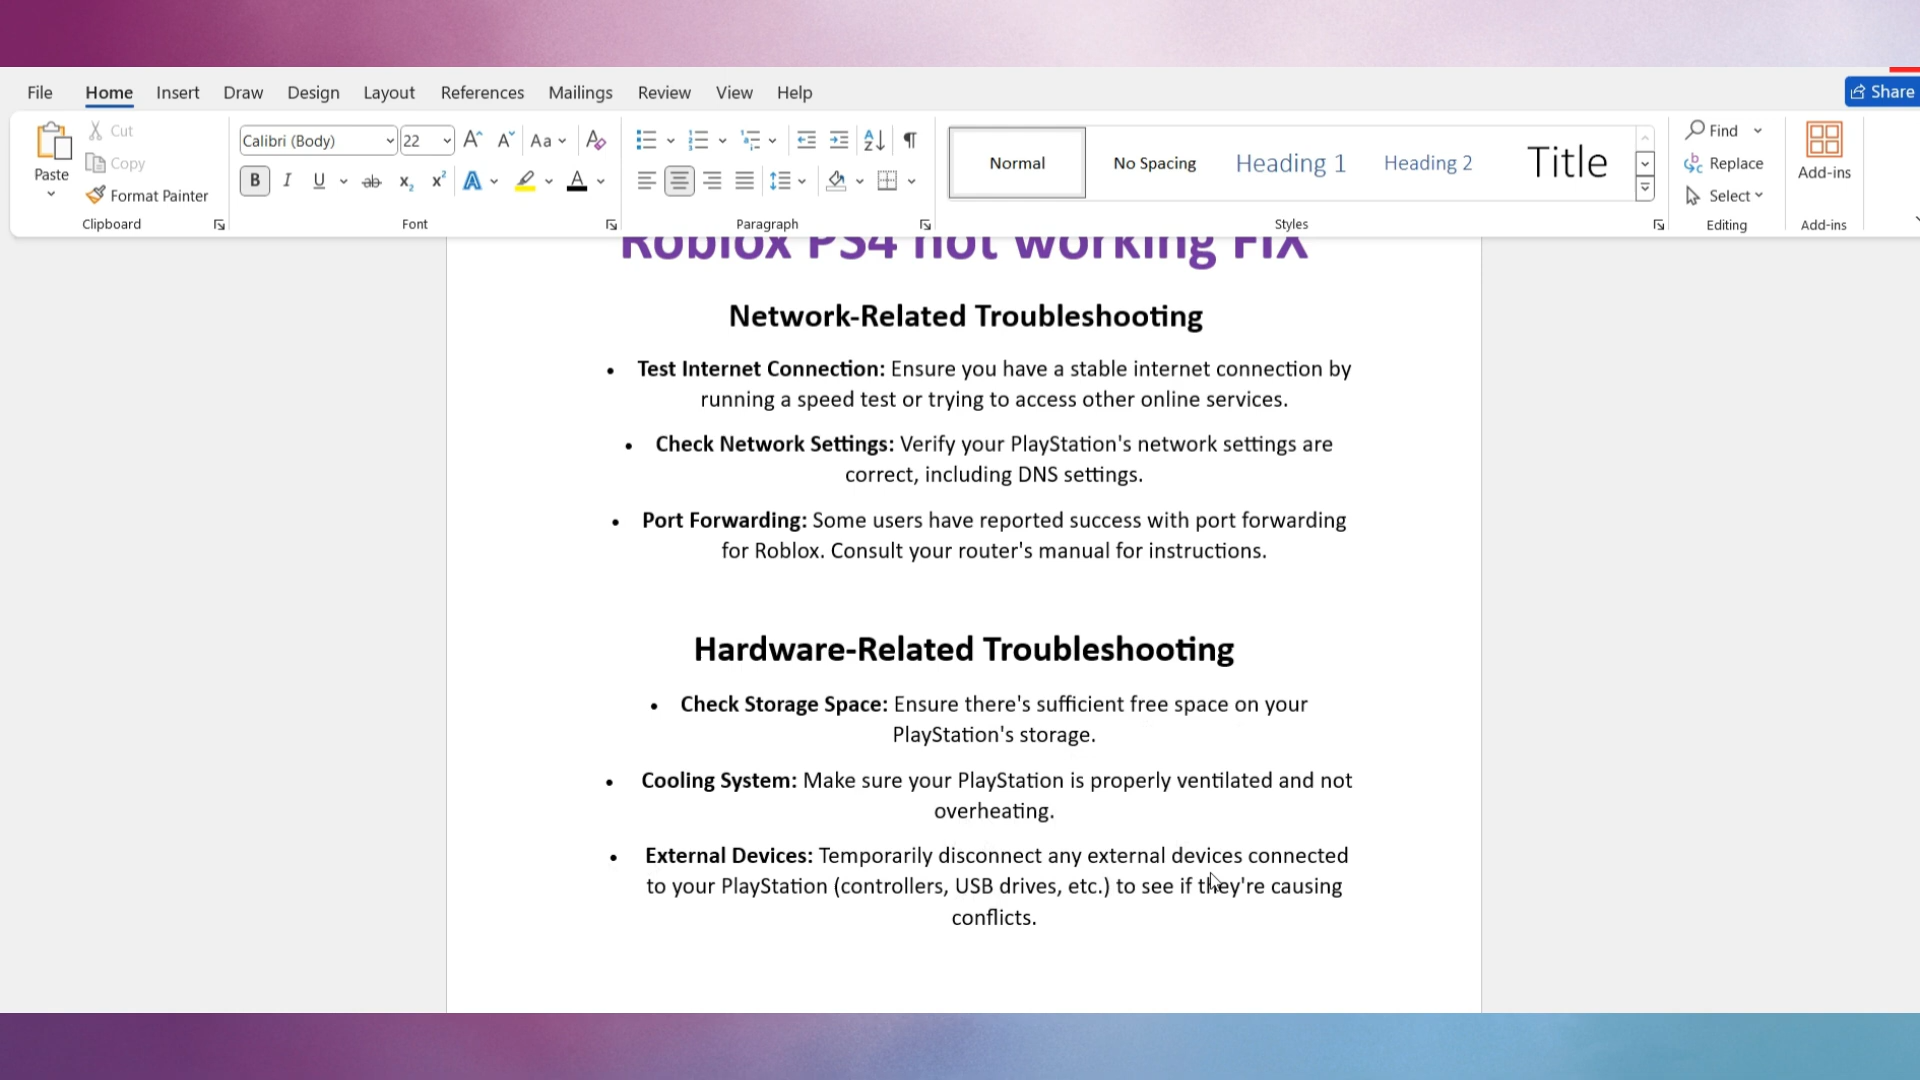 File Home Insert Draw Design Layout References Mailings Review View Help Share
Paste Cut Copy Format Painter Clipboard
Calibri (Body) 22 Font
Paragraph
Normal No Spacing Heading 1 Heading 2 Title Styles
Find Replace Select Editing
Add-ins Add-ins
Roblox PS4 not working FIX
Network-Related Troubleshooting
• Test Internet Connection: Ensure you have a stable internet connection by
running a speed test or trying to access other online services.
• Check Network Settings: Verify your PlayStation's network settings are
correct, including DNS settings.
• Port Forwarding: Some users have reported success with port forwarding
for Roblox. Consult your router's manual for instructions.
Hardware-Related Troubleshooting
• Check Storage Space: Ensure there's sufficient free space on your
PlayStation's storage.
• Cooling System: Make sure your PlayStation is properly ventilated and not
overheating.
• External Devices: Temporarily disconnect any external devices connected
to your PlayStation (controllers, USB drives, etc.) to see if they're causing
conflicts.